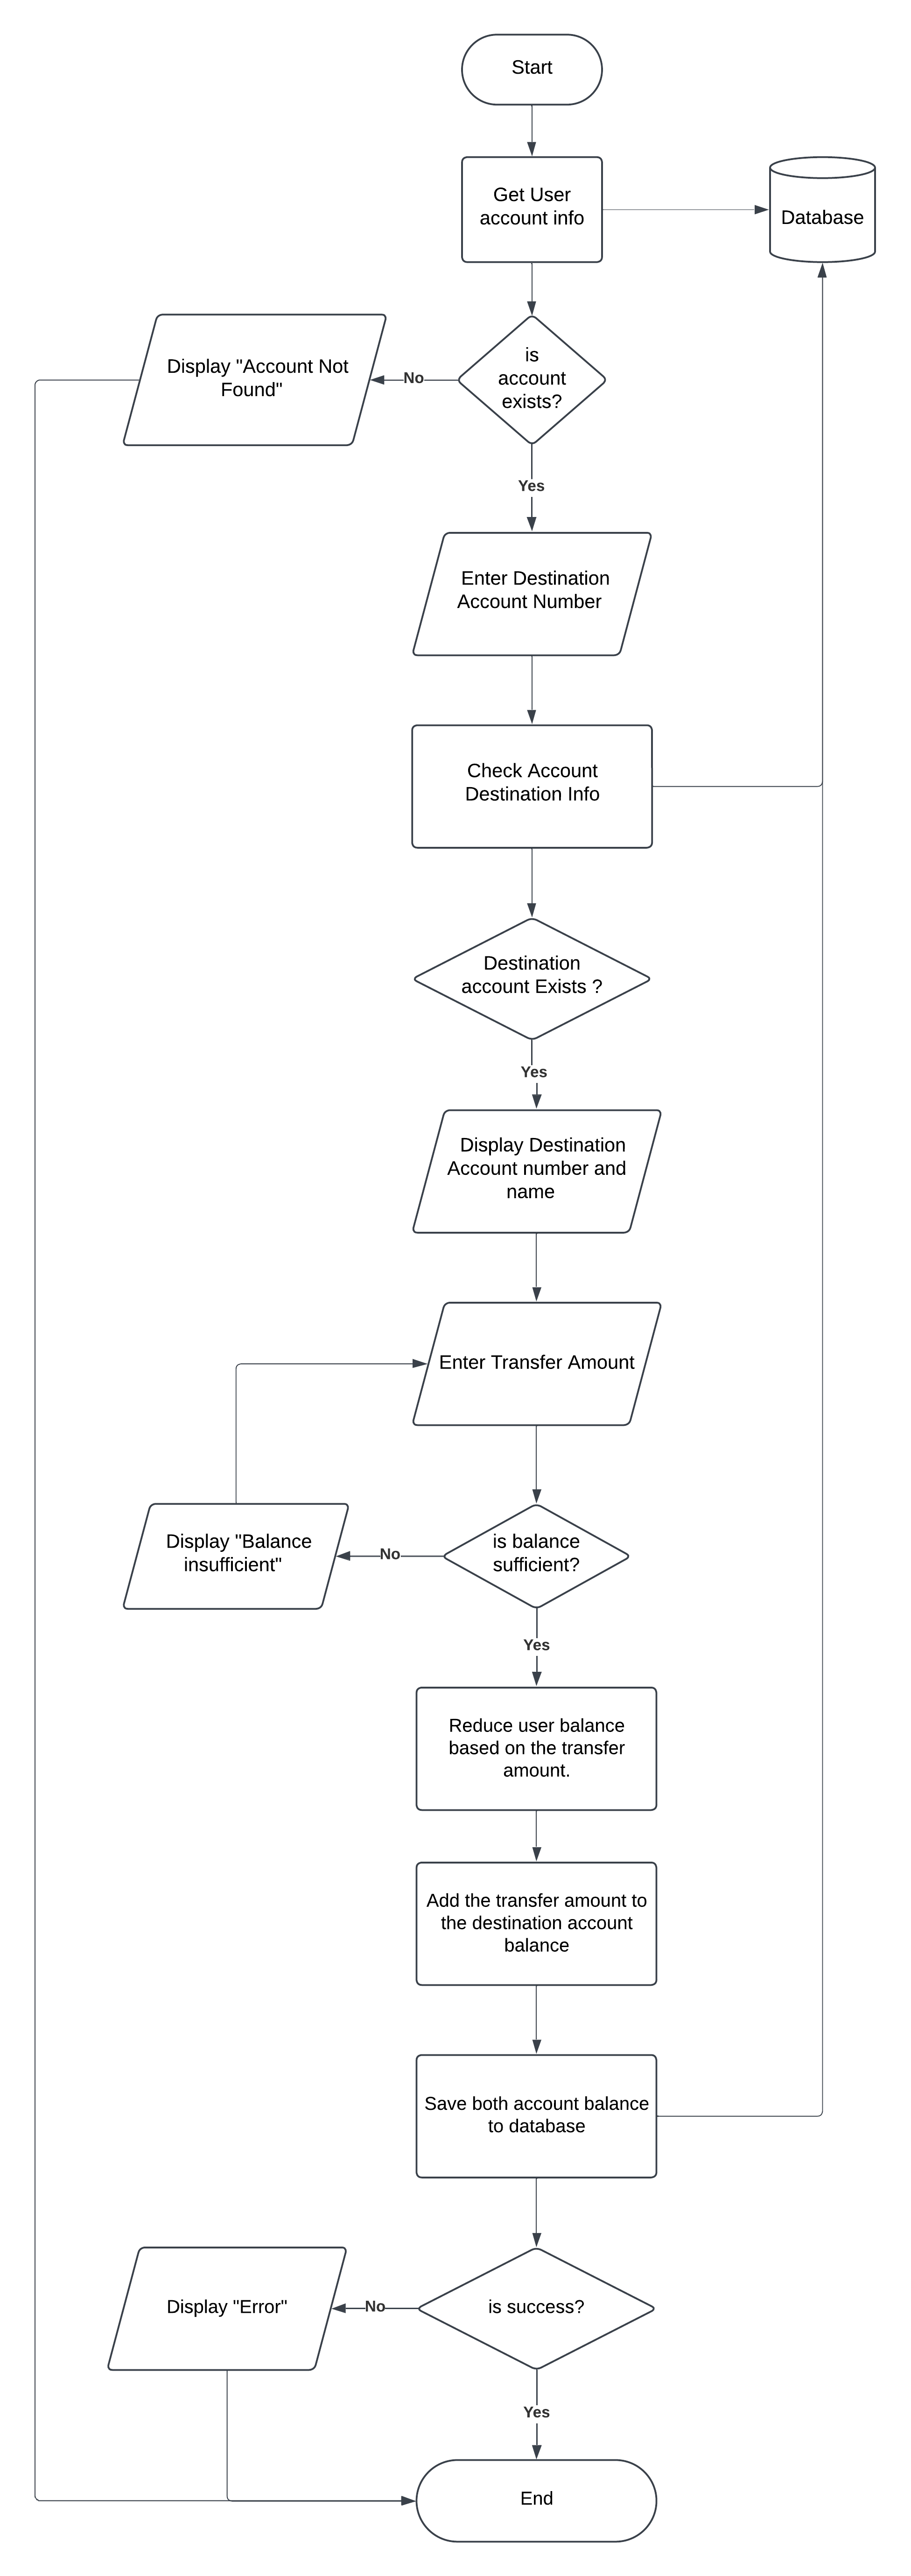 Start
Get User
account info
Database
is
account
exists?
No
Display "Account Not
Found"
Yes
Enter Destination
Account Number
Check Account
Destination Info
Destination
account Exists ?
Yes
Display Destination
Account number and
name
Enter Transfer Amount
is balance
sufficient?
No
Display "Balance
insufficient"
Yes
Reduce user balance
based on the transfer
amount.
Add the transfer amount to
the destination account
balance
Save both account balance
to database
is success?
No
Display "Error"
Yes
End